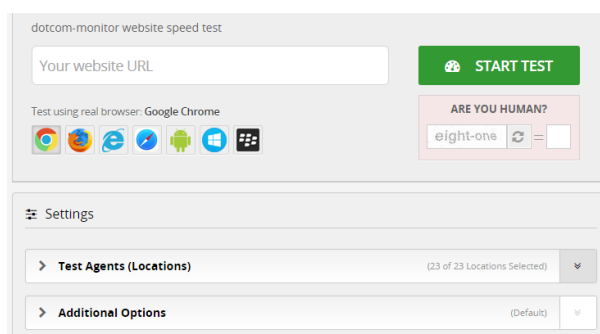 dotcom-monitor website speed test
Your website URL
START TEST
Test using real browser: Google Chrome
ARE YOU HUMAN?
eight-one =
Settings
Test Agents (Locations) (23 of 23 Locations Selected)
Additional Options (Default)